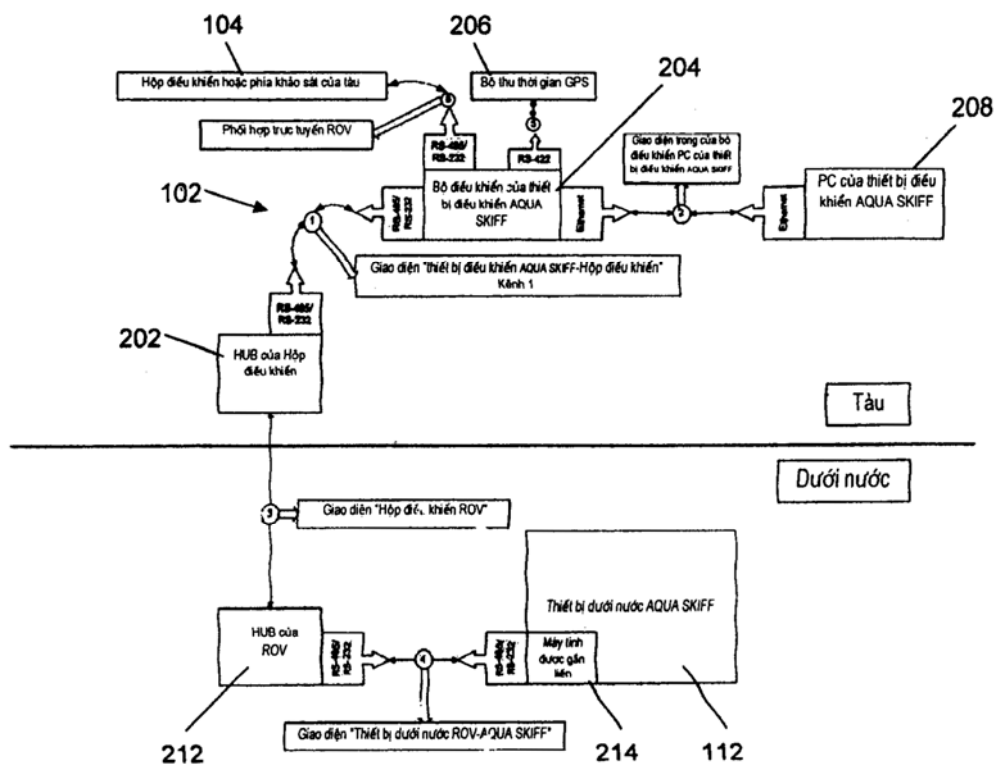 104
206
Hộp điều khiển hoặc phía khảo sát của tàu
Bộ thu thời gian GPS
204
Phối hợp trực tuyến ROV
208
Giao diện trong của bộ
điều khiển PC của thiết
bị điều khiển AQUA SKIFF
RS-485/
RS-232
RS-422
102
RS-485/
RS-232
Bộ điều khiển của thiết
bị điều khiển AQUA
SKIFF
Ethernet
2
Ethernet
PC của thiết bị điều
khiển AQUA SKIFF
1
Giao diện "thiết bị điều khiển AQUA SKIFF-Hộp điều khiển"
Kênh 1
RS-485/
RS-232
202
HUB của Hộp
điều khiển
Tàu
Dưới nước
3
Giao diện "Hộp điều khiển ROV"
Thiết bị dưới nước AQUA SKIFF
HUB của
ROV
RS-485/
RS-232
4
RS-485/
RS-232
Máy tính
được gắn
liền
Giao diện "Thiết bị dưới nước ROV-AQUA SKIFF"
212
214
112